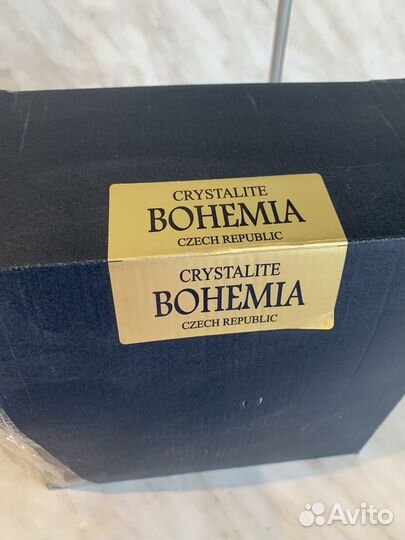 CRYSTALITE
BOHEMIA
CZECH REPUBLIC
CRYSTALITE
BOHEMIA
CZECH REPUBLIC
Avito